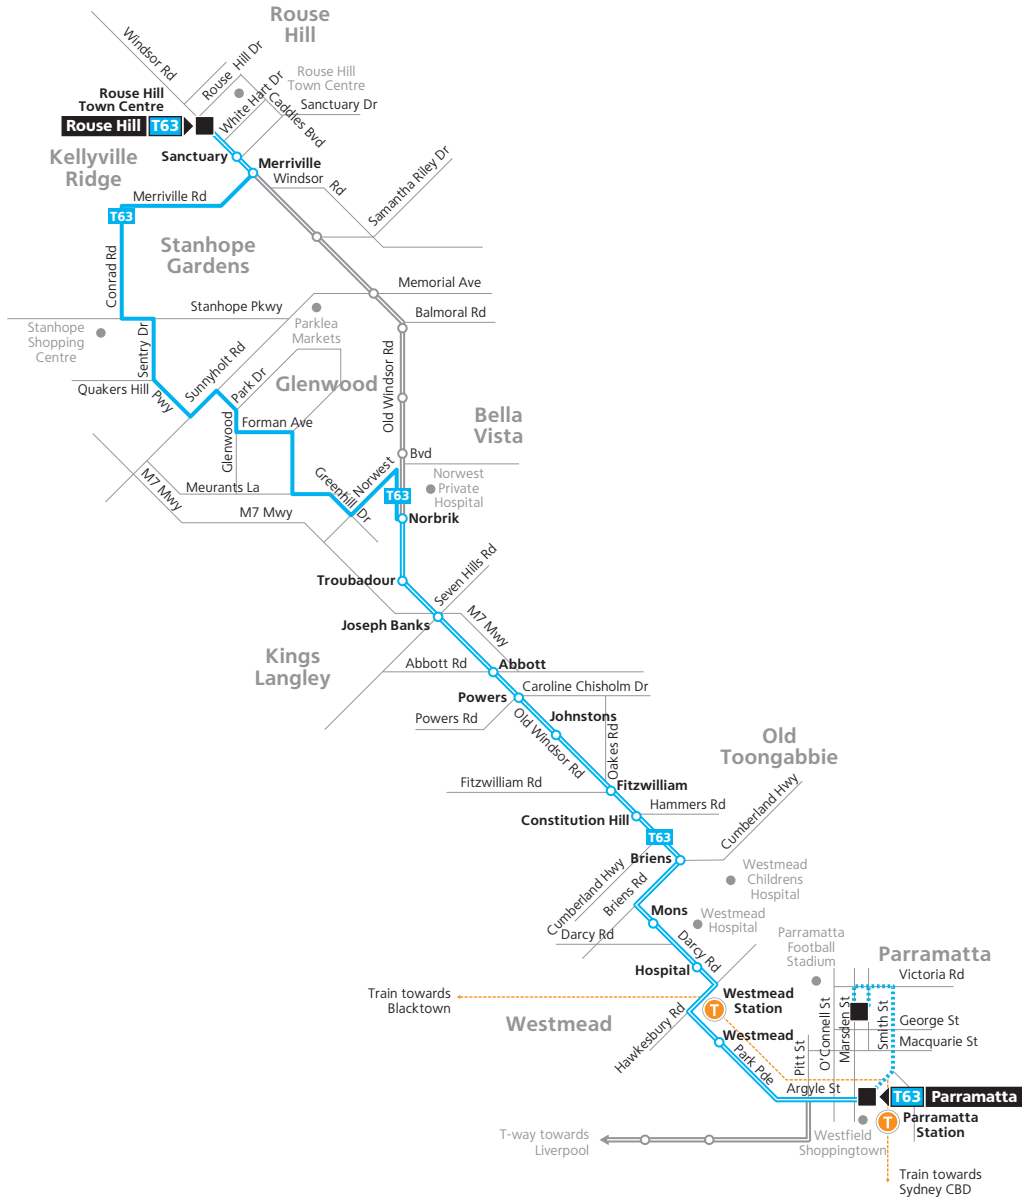 Rouse
Hill
Windsor Rd
Rouse Hill Dr
Rouse Hill
Town Centre
White Hart Dr
Caddies Bvd
Sanctuary Dr
Rouse Hill
Town Centre
Rouse Hill T63
Kellyville
Ridge
Sanctuary
Merriville
Windsor Rd
Samantha Riley Dr
Merriville Rd
T63
Stanhope
Gardens
Conrad Rd
Memorial Ave
Stanhope Pkwy
Balmoral Rd
Stanhope
Shopping
Centre
Parklea
Markets
Sentry Dr
Sunnyholt Rd
Old Windsor Rd
Quakers Hill Pwy
Park Dr
Glenwood
Glenwood
Forman Ave
Bella
Vista
Norwest Bvd
M7 Mwy
Meurants La
Greenhill Dr
T63
Norwest
Private
Hospital
M7 Mwy
Norbrik
Troubadour
Seven Hills Rd
Joseph Banks
M7 Mwy
Kings
Langley
Abbott Rd
Abbott
Powers
Caroline Chisholm Dr
Powers Rd
Johnstons
Old Windsor Rd
Oakes Rd
Old
Toongabbie
Fitzwilliam Rd
Fitzwilliam
Hammers Rd
Constitution Hill
Cumberland Hwy
T63
Briens
Cumberland Hwy
Briens Rd
Westmead
Childrens
Hospital
Mons
Westmead
Hospital
Darcy Rd
Darcy Rd
Parramatta
Football
Stadium
Parramatta
Hospital
Victoria Rd
Train towards
Blacktown
Westmead
Station
T
Westmead
Hawkesbury Rd
Westmead
Park Pde
Pitt St
O'Connell St
Marsden St
Smith St
George St
Macquarie St
Argyle St
T63 Parramatta
T
Parramatta
Station
T-way towards
Liverpool
Westfield
Shoppingtown
Train towards
Sydney CBD